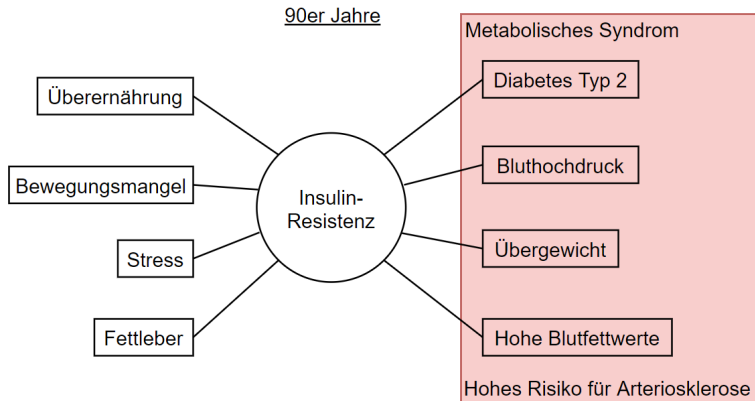 90er Jahre
Metabolisches Syndrom
Überernährung
Bewegungsmangel
Stress
Fettleber
Insulin-
Resistenz
Diabetes Typ 2
Bluthochdruck
Übergewicht
Hohe Blutfettwerte
Hohes Risiko für Arteriosklerose